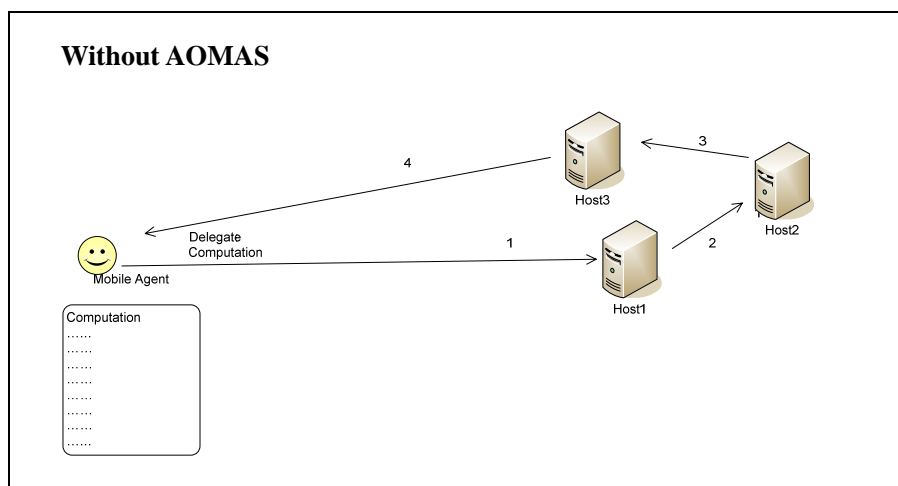 Without AOMAS
4
3
Host3
Host2
Delegate
Computation
1
2
Mobile Agent
Host1
Computation
......
......
......
......
......
......
......
......